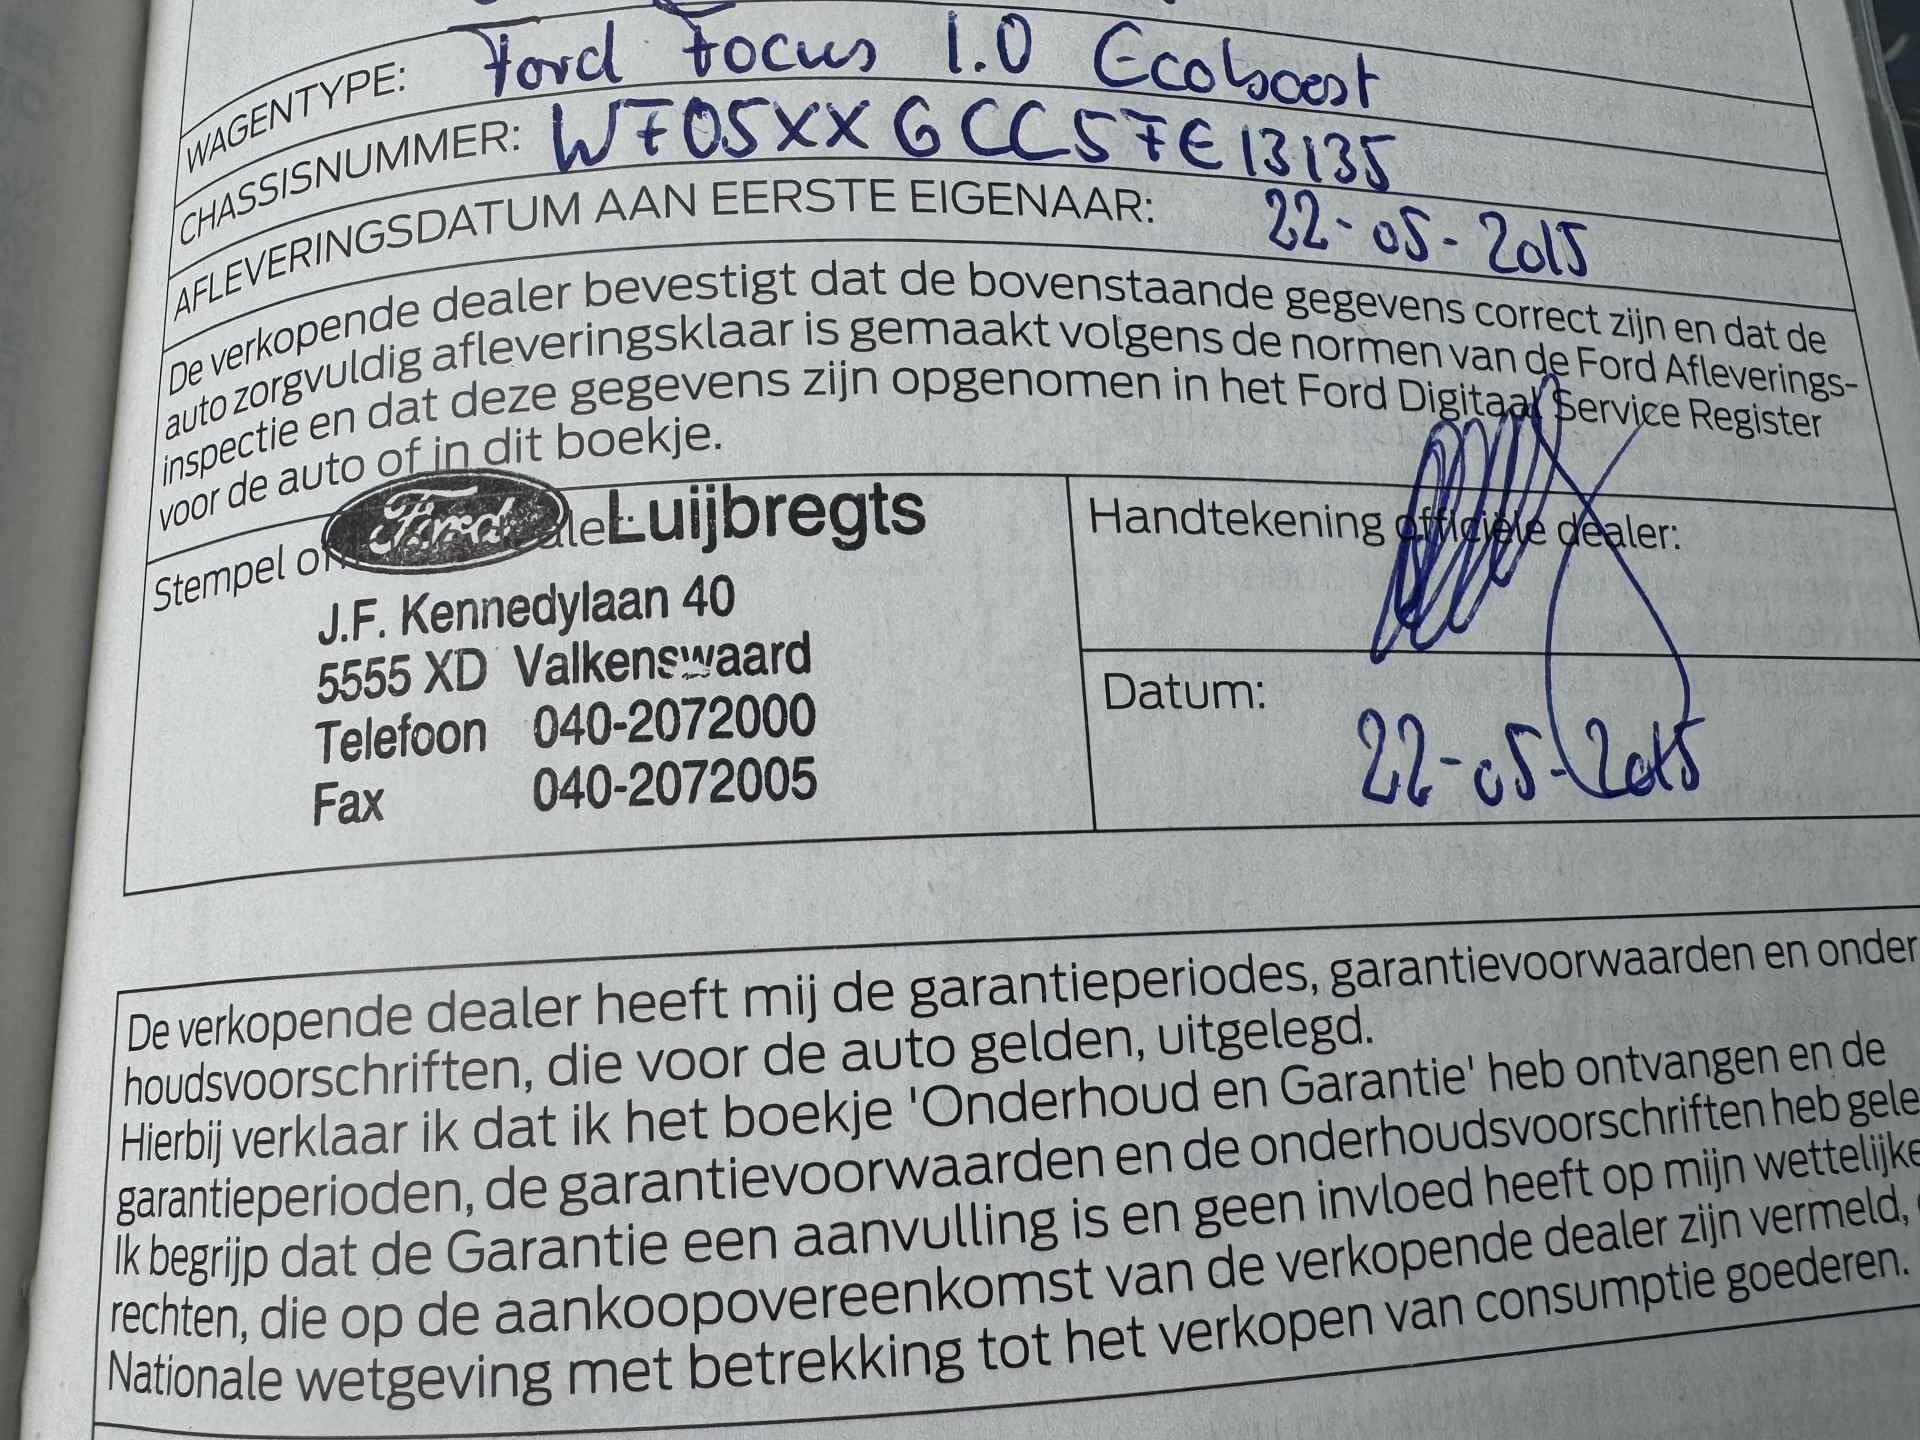 WAGENTYPE: Ford Focus 1.0 Ecoboost
CHASSISNUMMER: WF05XXGCC5FE13135
AFLEVERINGSDATUM AAN EERSTE EIGENAAR: 22-05-2015
De verkopende dealer bevestigt dat de bovenstaande gegevens correct zijn en dat de
auto zorgvuldig afleveringsklaar is gemaakt volgens de normen van de Ford Afleverings-
inspectie en dat deze gegevens zijn opgenomen in het Ford Digitaal Service Register
voor de auto of in dit boekje.
Stempel
Ford Luijbregts
J.F. Kennedylaan 40
5555 XD Valkenswaard
Telefoon 040-2072000
Fax 040-2072005
Handtekening officiële dealer:
Datum:
22-05-2015
De verkopende dealer heeft mij de garantieperiodes, garantievoorwaarden en onder
houdsvoorschriften, die voor de auto gelden, uitgelegd.
Hierbij verklaar ik dat ik het boekje 'Onderhoud en Garantie' heb ontvangen en de
garantieperioden, de garantievoorwaarden en de onderhoudsvoorschriften heb gele
Ik begrijp dat de Garantie een aanvulling is en geen invloed heeft op mijn wettelijke
rechten, die op de aankoopovereenkomst van de verkopende dealer zijn vermeld,
Nationale wetgeving met betrekking tot het verkopen van consumptie goederen.